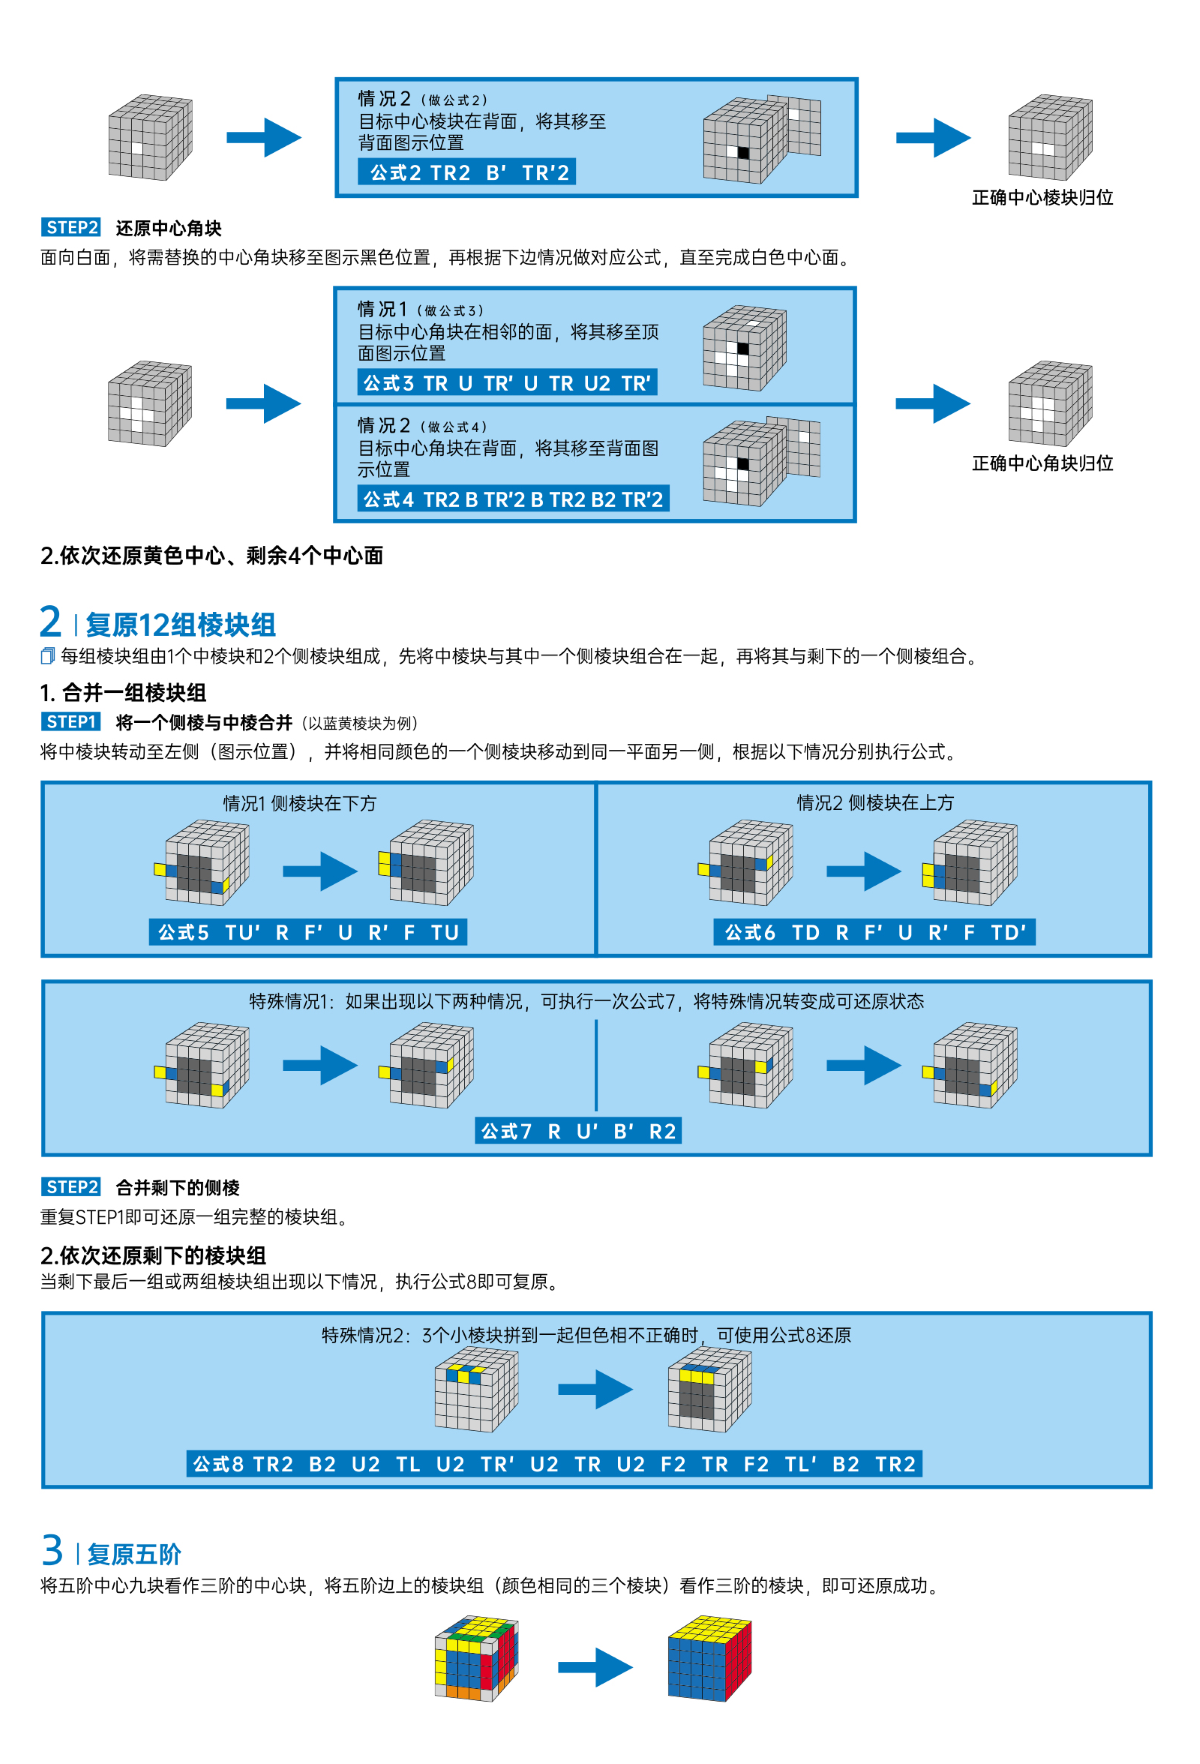 情况2（做公式2）
目标中心棱块在背面，将其移至
背面图示位置
公式2 TR2 B′ TR′2
正确中心棱块归位
STEP2 还原中心角块
面向白面，将需替换的中心角块移至图示黑色位置，再根据下边情况做对应公式，直至完成白色中心面。
情况1（做公式3）
目标中心角块在相邻的面，将其移至顶
面图示位置
公式3 TR U TR′ U TR U2 TR′
情况2（做公式4）
目标中心角块在背面，将其移至背面图
示位置
公式4 TR2 B TR′2 B TR2 B2 TR′2
正确中心角块归位
2.依次还原黄色中心、剩余4个中心面
2 | 复原12组棱块组
每组棱块组由1个中棱块和2个侧棱块组成，先将中棱块与其中一个侧棱块组合在一起，再将其与剩下的一个侧棱组合。
1. 合并一组棱块组
STEP1 将一个侧棱与中棱合并（以蓝黄棱块为例）
将中棱块转动至左侧（图示位置），并将相同颜色的一个侧棱块移动到同一平面另一侧，根据以下情况分别执行公式。
情况1 侧棱块在下方
公式5 TU′ R F′ U R′ F TU
情况2 侧棱块在上方
公式6 TD R F′ U R′ F TD′
特殊情况1：如果出现以下两种情况，可执行一次公式7，将特殊情况转变成可还原状态
公式7 R U′ B′ R2
STEP2 合并剩下的侧棱
重复STEP1即可还原一组完整的棱块组。
2.依次还原剩下的棱块组
当剩下最后一组或两组棱块组出现以下情况，执行公式8即可复原。
特殊情况2：3个小棱块拼到一起但色相不正确时，可使用公式8还原
公式8 TR2 B2 U2 TL U2 TR′ U2 TR U2 F2 TR F2 TL′ B2 TR2
3 | 复原五阶
将五阶中心九块看作三阶的中心块，将五阶边上的棱块组（颜色相同的三个棱块）看作三阶的棱块，即可还原成功。